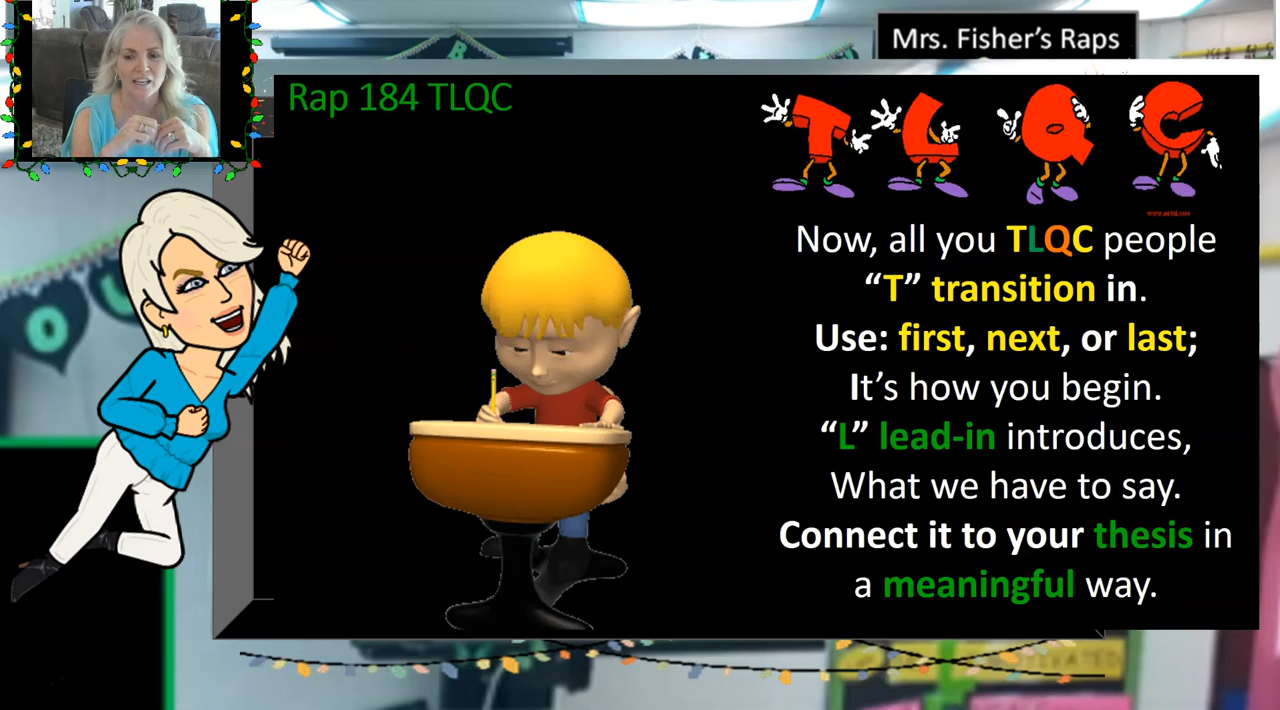 Mrs. Fisher's Raps
Rap 184 TLQC
T L Q C
Now, all you TLQC people
“T” transition in.
Use: first, next, or last;
It’s how you begin.
“L” lead-in introduces,
What we have to say.
Connect it to your thesis in
a meaningful way.